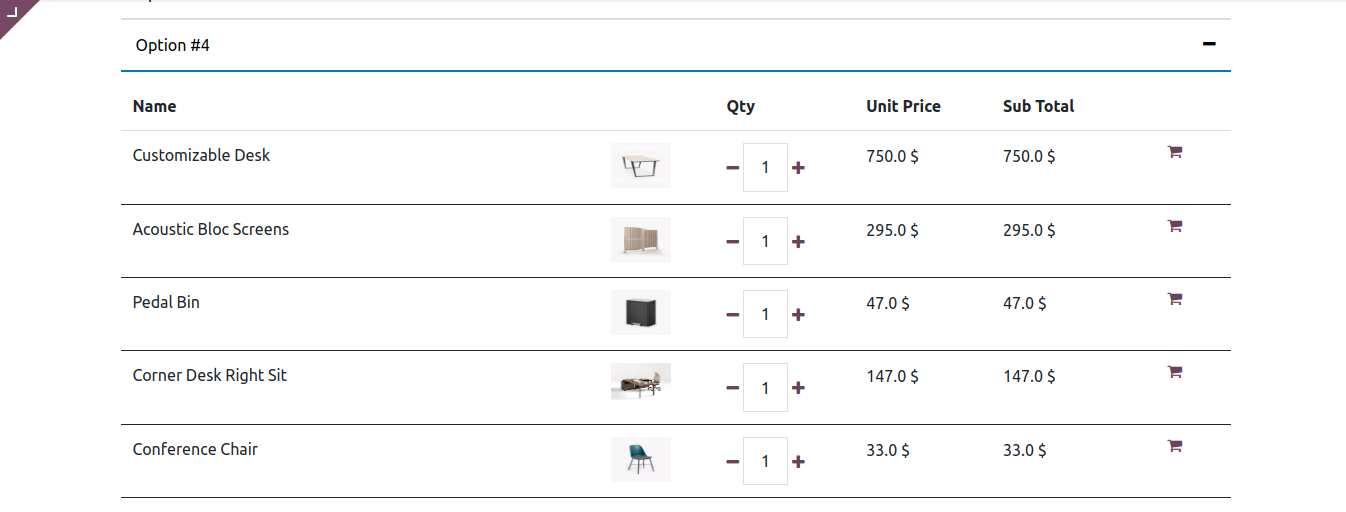 Option #4
Name Qty Unit Price Sub Total
Customizable Desk 1 750.0 $ 750.0 $
Acoustic Bloc Screens 1 295.0 $ 295.0 $
Pedal Bin 1 47.0 $ 47.0 $
Corner Desk Right Sit 1 147.0 $ 147.0 $
Conference Chair 1 33.0 $ 33.0 $